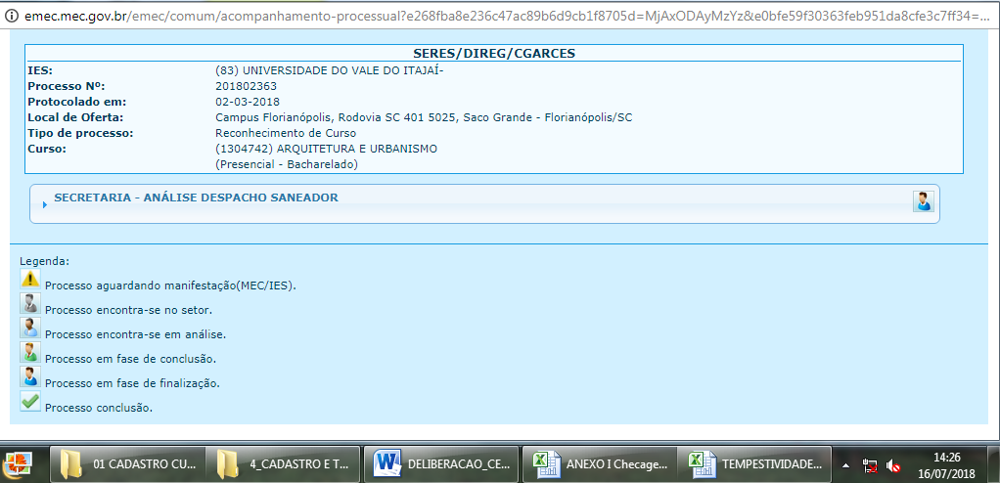 emec.mec.gov.br/emec/comum/acompanhamento-processual?e268fba8e236c47ac89b6d9cb1f8705d=MjAxODAyMzYz&e0bfe59f30363feb951da8cfe3c7ff34=...
SERES/DIREG/CGARCES
IES: (83) UNIVERSIDADE DO VALE DO ITAJAÍ-
Processo Nº: 201802363
Protocolado em: 02-03-2018
Local de Oferta: Campus Florianópolis, Rodovia SC 401 5025, Saco Grande - Florianópolis/SC
Tipo de processo: Reconhecimento de Curso
Curso: (1304742) ARQUITETURA E URBANISMO
(Presencial - Bacharelado)
SECRETARIA - ANÁLISE DESPACHO SANEADOR
Legenda:
Processo aguardando manifestação(MEC/IES).
Processo encontra-se no setor.
Processo encontra-se em análise.
Processo em fase de conclusão.
Processo em fase de finalização.
Processo conclusão.
01 CADASTRO CU... 4_CADASTRO E T... DELIBERACAO_CE... ANEXO I Checage... TEMPESTIVIDADE... 14:26
16/07/2018